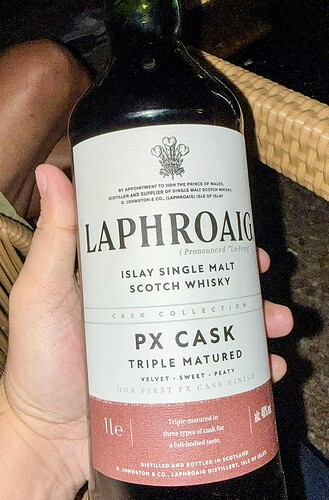 BY APPOINTMENT TO HRH THE PRINCE OF WALES,
DISTILLER AND SUPPLIER OF SINGLE MALT SCOTCH WHISKY,
D. JOHNSTON & CO., (LAPHROAIG) ISLE OF ISLAY
LAPHROAIG
(Pronounced "La-froyg"
ISLAY SINGLE MALT
SCOTCH WHISKY
CASK COLLECTION
PX CASK
TRIPLE MATURED
VELVET · SWEET · PEATY
OUR FIRST PX CASK FINISH
1L℮
Triple-matured in
three types of cask for
a full-bodied taste.
DISTILLED AND BOTTLED IN SCOTLAND
D. JOHNSTON & CO., LAPHROAIG DISTILLERY, ISLE OF ISLAY